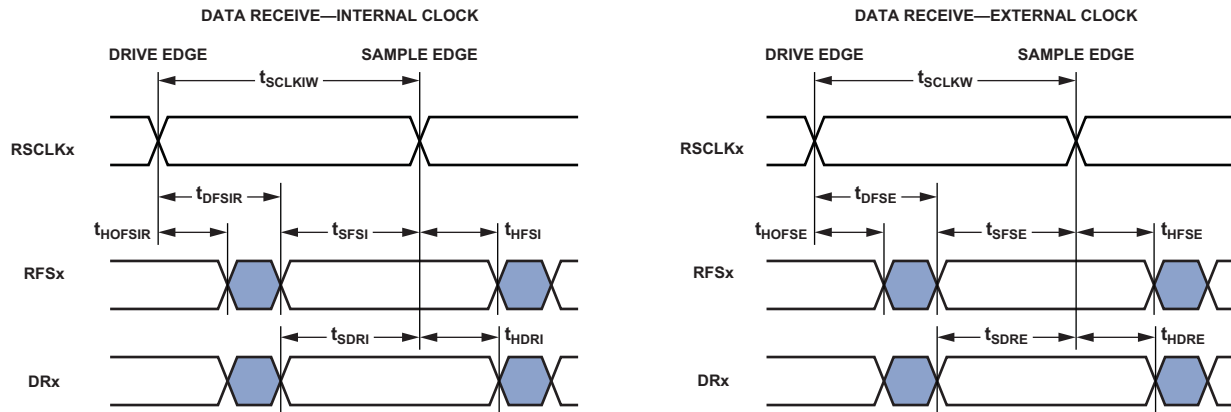 DATA RECEIVE—INTERNAL CLOCK
DRIVE EDGE
SAMPLE EDGE
tSCLKIW
RSCLKx
tDFSIR
tHOFSIR
tSFSI
tHFSI
RFSx
tSDRI
tHDRI
DRx
DATA RECEIVE—EXTERNAL CLOCK
DRIVE EDGE
SAMPLE EDGE
tSCLKW
RSCLKx
tDFSE
tHOFSE
tSFSE
tHFSE
RFSx
tSDRE
tHDRE
DRx